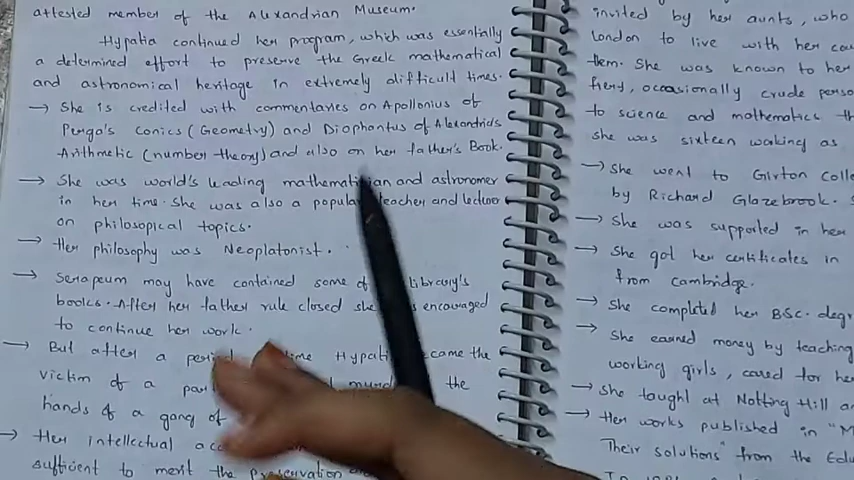 attested member of the Alexandrian Museum.
Hypatia continued her program, which was essentially
a determined effort to preserve the Greek mathematical
and astronomical heritage in extremely difficult times.
→ She is credited with commentaries on Apollonius of
Perga's Conics (Geometry) and Diophantus of Alexandria
Arithmetic (number theory) and also on her father's Book.
→ She was world's leading mathematician and astronomer
in her time. She was also a popular teacher and lecturer
on philosopical topics.
→ Her philosophy was Neoplatonist.
→ Serapeum may have contained some of Library's
books. After her father rule closed she encouraged
to continue her work.
→ But after a period time Hypatia came the
victim of a the
hands of a gang of
→ Her intellectual
sufficient to merit the preservation
invited by her aunts, who
London to live with her
them. She was known to her
fiery, occasionally crude
to science and mathematics
she was sixteen waking as
→ She went to Girton
by Richard Glazebrook.
→ She was supported in her
→ She got her certificates in
from Cambridge.
→ She completed her BSC.
→ She earned money by teaching
working girls, cared for her
→ She taught at Notting Hill
→ Her works published in
Their solutions" from the